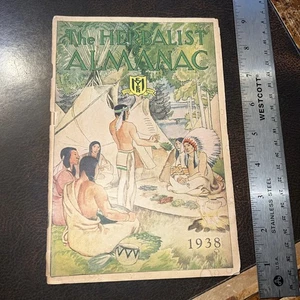 The HERBALIST
ALMANAC
1938
WESTCOTT
STAINLESS STEEL